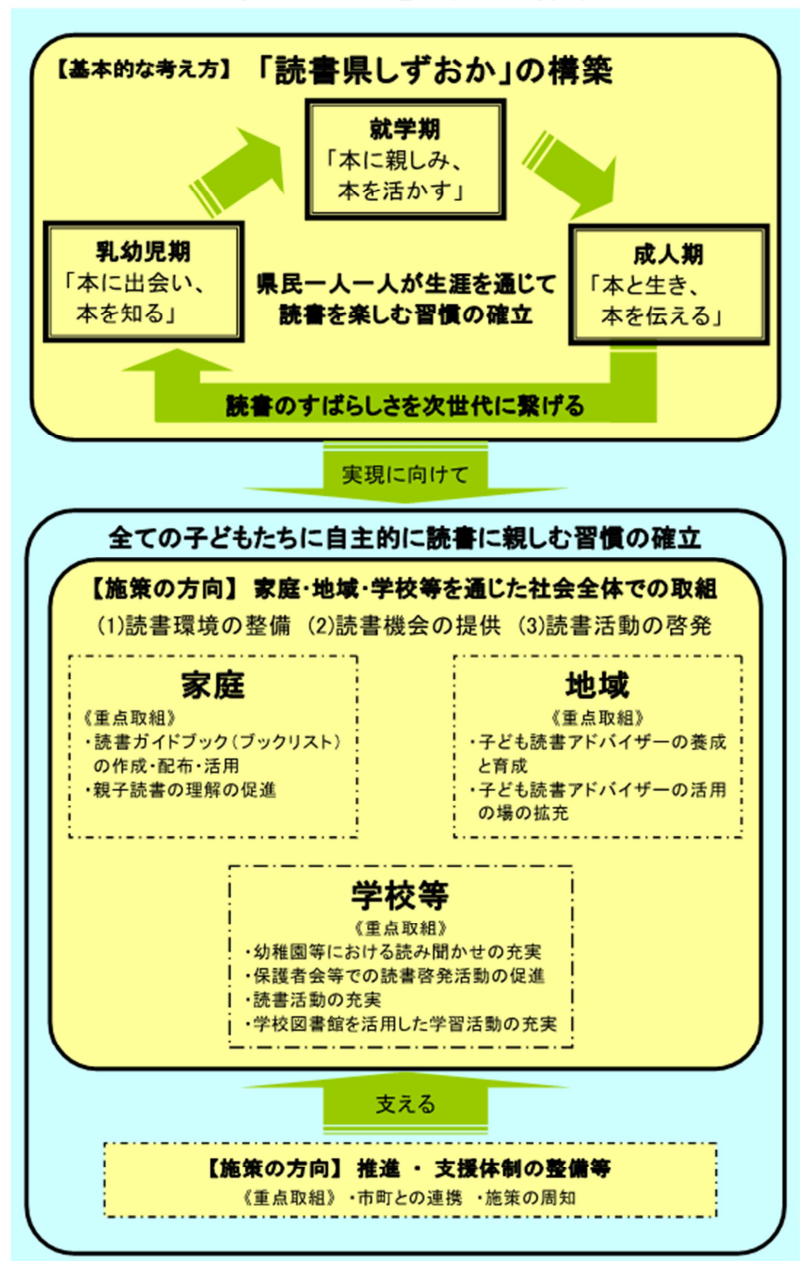 【基本的な考え方】「読書県しずおか」の構築
就学期
「本に親しみ、
本を活かす」
乳幼児期
「本に出会い、
本を知る」
県民一人一人が生涯を通じて
読書を楽しむ習慣の確立
成人期
「本と生き、
本を伝える」
読書のすばらしさを次世代に繋げる
実現に向けて
全ての子どもたちに自主的に読書に親しむ習慣の確立
【施策の方向】 家庭・地域・学校等を通じた社会全体での取組
(1)読書環境の整備 (2)読書機会の提供 (3)読書活動の啓発
家庭
《重点取組》
・読書ガイドブック(ブックリスト)
の作成・配布・活用
・親子読書の理解の促進
地域
《重点取組》
・子ども読書アドバイザーの養成
と育成
・子ども読書アドバイザーの活用
の場の拡充
学校等
《重点取組》
・幼稚園等における読み聞かせの充実
・保護者会等での読書啓発活動の促進
・読書活動の充実
・学校図書館を活用した学習活動の充実
支える
【施策の方向】 推進 ・ 支援体制の整備等
《重点取組》 ・市町との連携 ・施策の周知